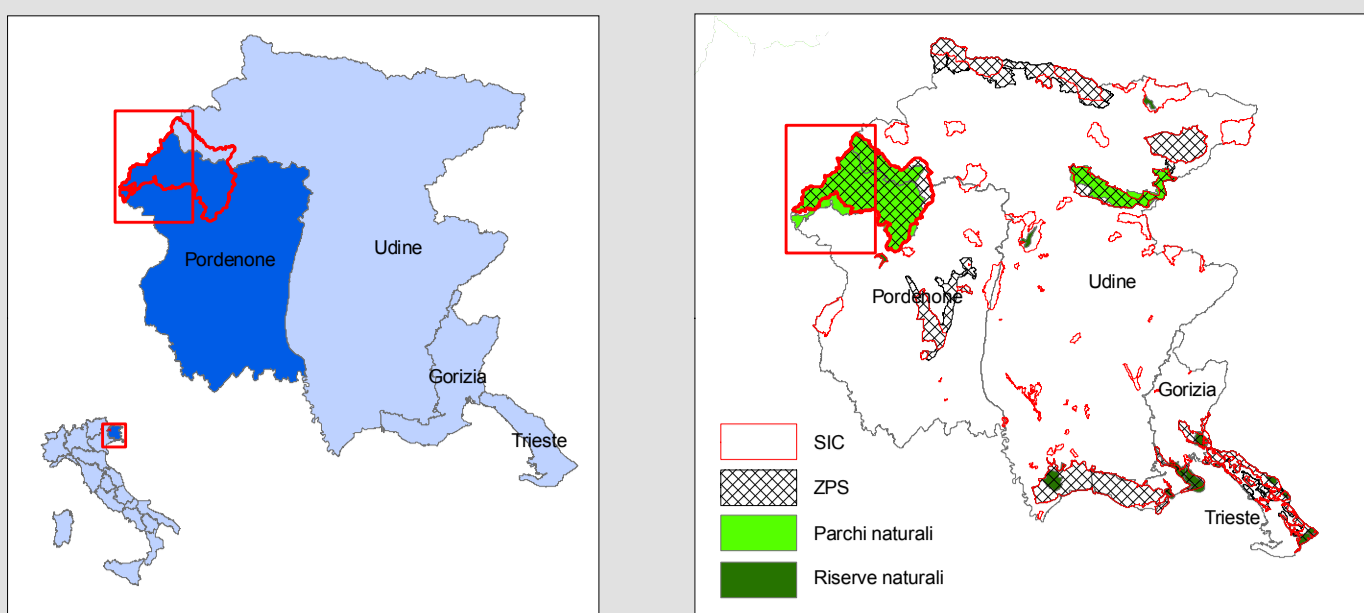 Udine
Pordenone
Gorizia
Trieste
Pordenone
Udine
Gorizia
Trieste
SIC
ZPS
Parchi naturali
Riserve naturali